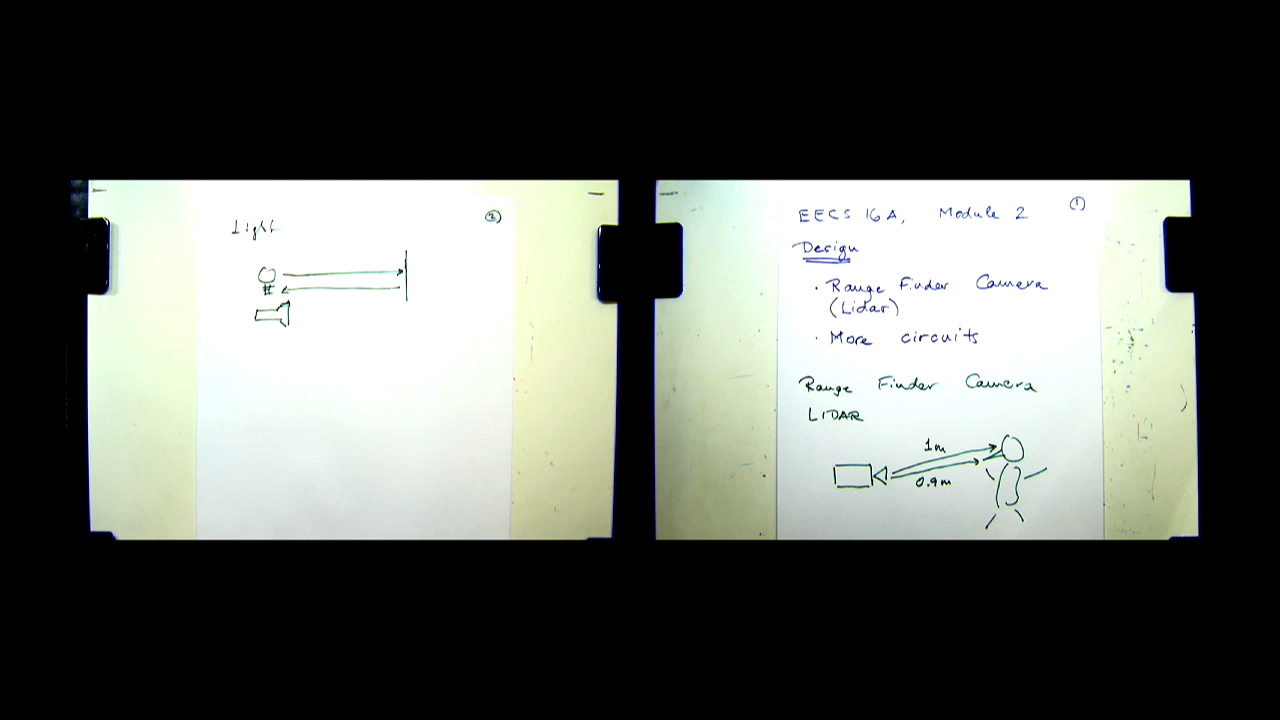 ②
Light
①
EECS 16A, Module 2
Design
· Range Finder Camera
(Lidar)
· More circuits
Range Finder Camera
LIDAR
1m
0.9m